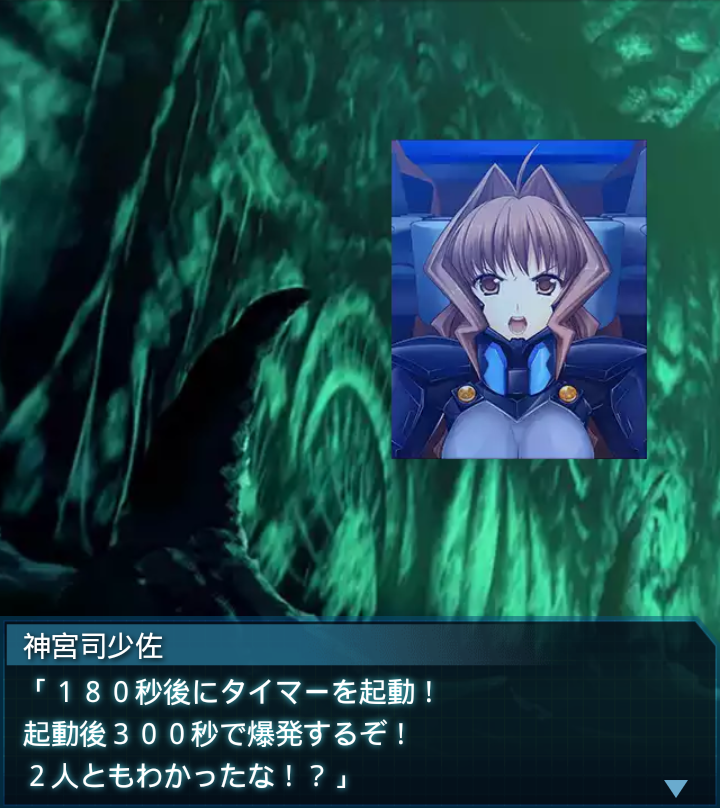 神宮司少佐
「１８０秒後にタイマーを起動！
起動後３００秒で爆発するぞ！
２人ともわかったな！？」